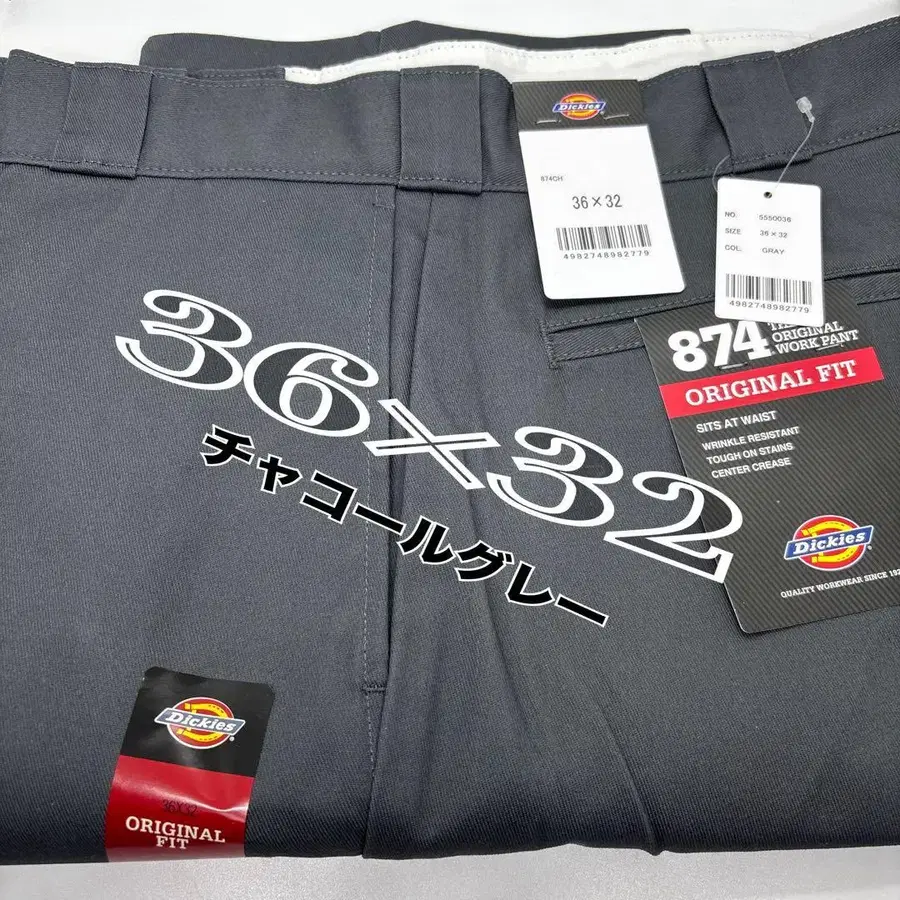 Dickies
874CH
36×32
4982748982779
NO. 5550036
SIZE 36×32
COL. GRAY
4982748982779
874
ORIGINAL
WORK PANT
ORIGINAL FIT
SITS AT WAIST
WRINKLE RESISTANT
TOUGH ON STAINS
CENTER CREASE
Dickies
QUALITY WORKWEAR SINCE 192
36×32
チャコールグレー
Dickies
36X32
ORIGINAL
FIT